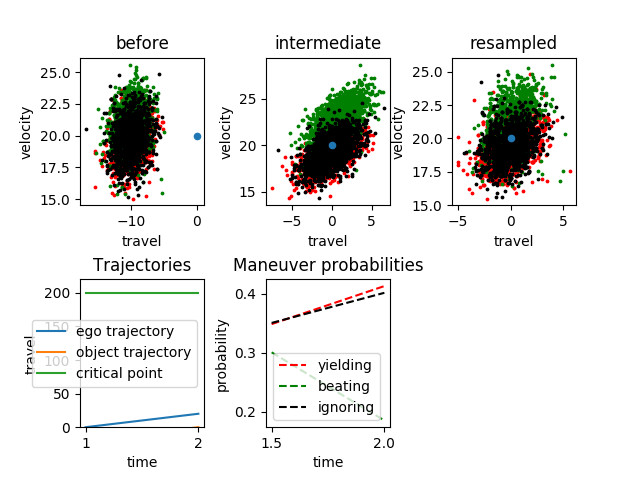 before
intermediate
resampled
velocity
25.0
22.5
20.0
17.5
15.0
−10
0
travel
velocity
25
20
15
−5
0
5
travel
velocity
25.0
22.5
20.0
17.5
15.0
−5
0
5
travel
Trajectories
Maneuver probabilities
travel
200
150
100
50
0
ego trajectory
object trajectory
critical point
1
2
time
probability
0.4
0.3
0.2
yielding
beating
ignoring
1.5
2.0
time